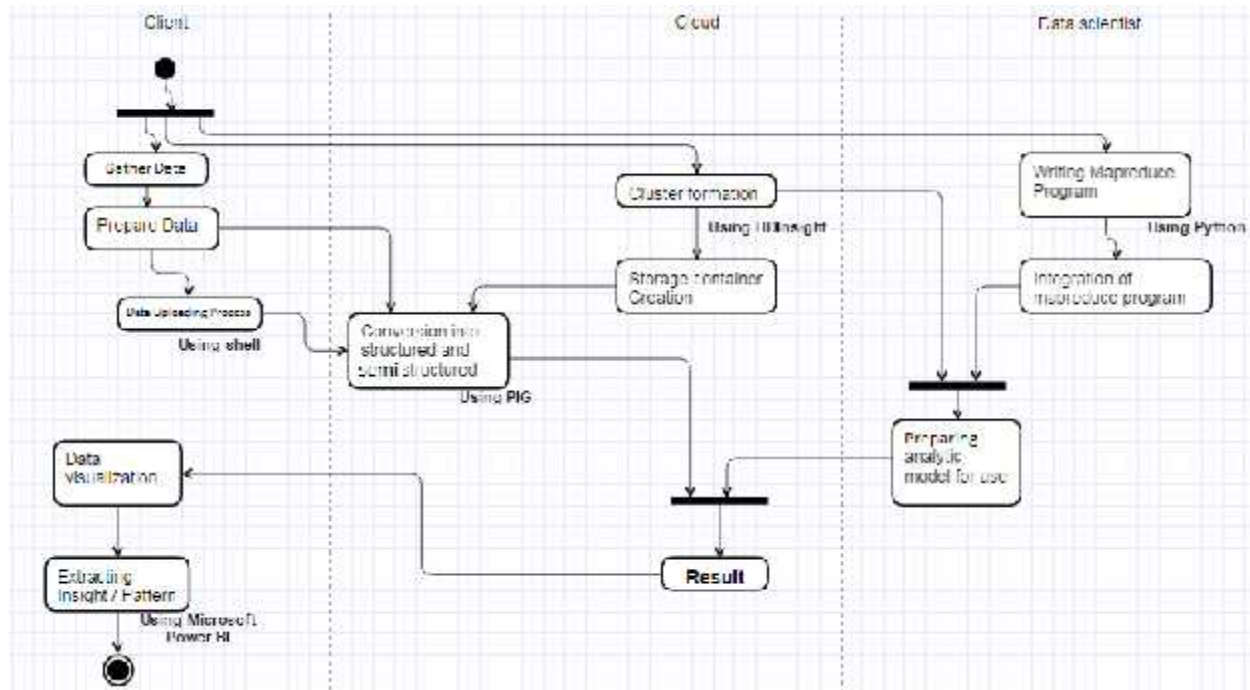 Client
Cloud
Data scientist
Gather Data
Prepare Data
Data Uploading Process
Using shell
Cluster formation
Using HDInsight
Storage container
Creation
Writing Mapreduce
Program
Using Python
Integration of
mapreduce program
Conversion into
structured and
semi structured
Using PIG
Preparing
analytic
model for use
Result
Data
visualization
Extracting
Insight / Pattern
Using Microsoft
Power BI